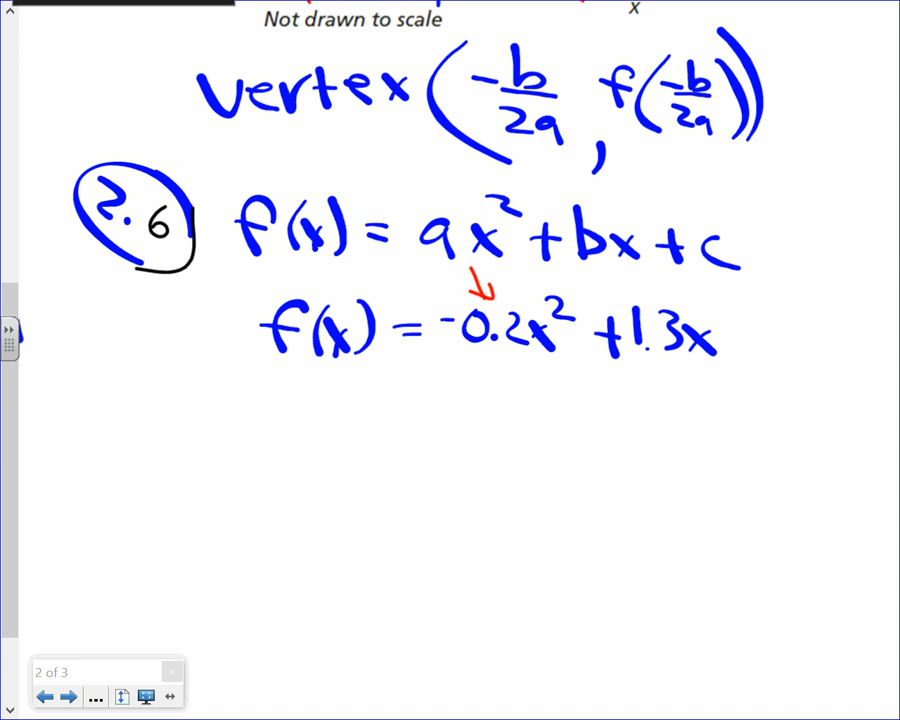 Not drawn to scale
x
vertex (-b/2a, f(-b/2a))
2. 6 f(x) = ax² + bx + c
f(x) = -0.2x² + 1.3x
2 of 3